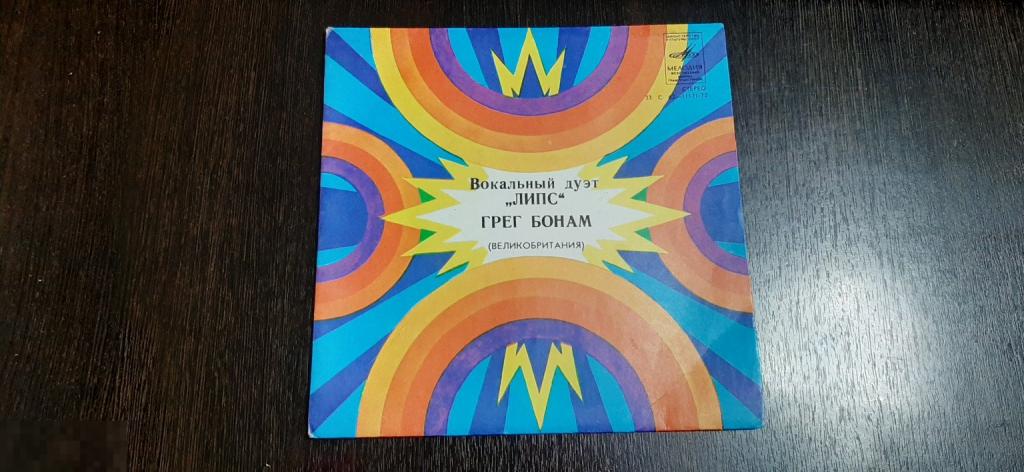 МЕЛОДИЯ
СТЕРЕО
Вокальный дуэт
„ЛИПС“
ГРЕГ БОНАМ
(ВЕЛИКОБРИТАНИЯ)